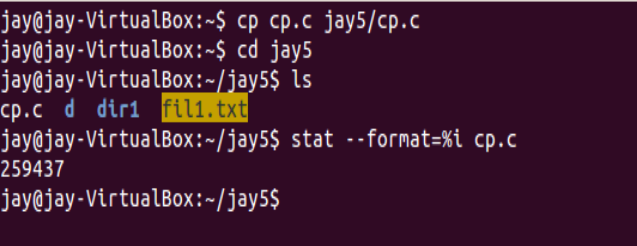 jay@jay-VirtualBox:~$ cp cp.c jay5/cp.c
jay@jay-VirtualBox:~$ cd jay5
jay@jay-VirtualBox:~/jay5$ ls
cp.c  d  dir1  fil1.txt
jay@jay-VirtualBox:~/jay5$ stat --format=%i cp.c
259437
jay@jay-VirtualBox:~/jay5$